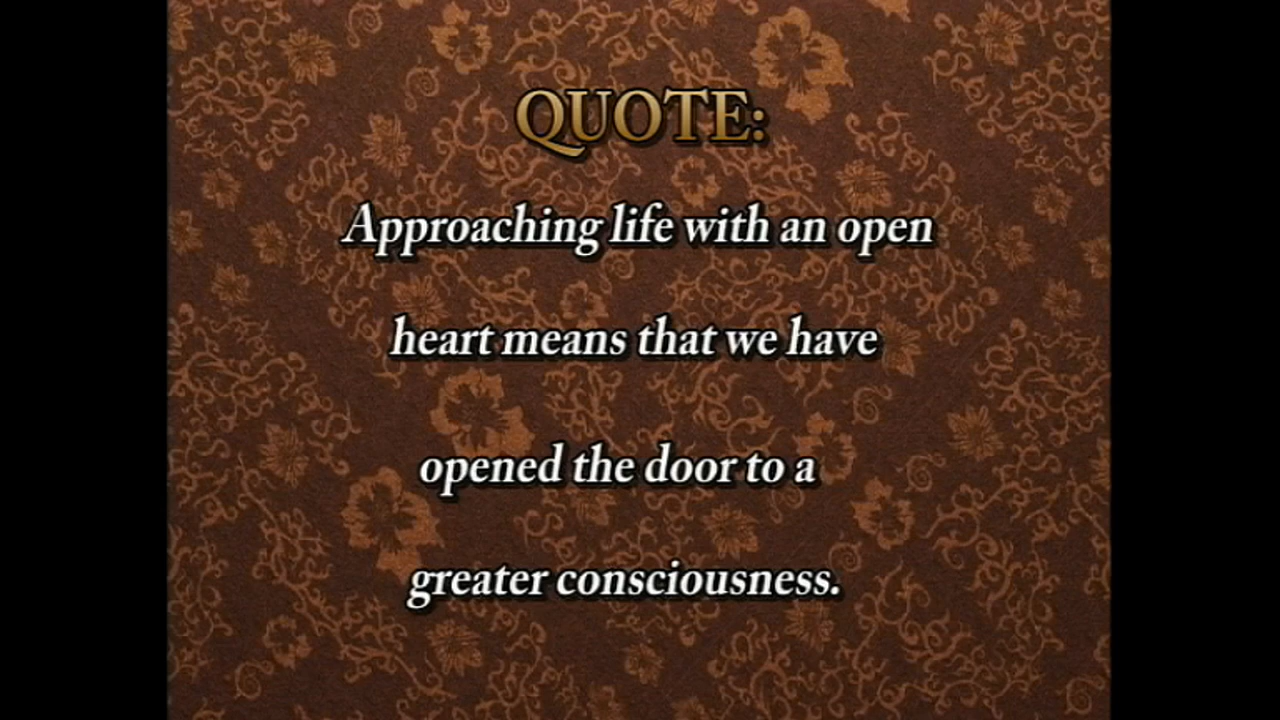 QUOTE:
Approaching life with an open
heart means that we have
opened the door to a
greater consciousness.